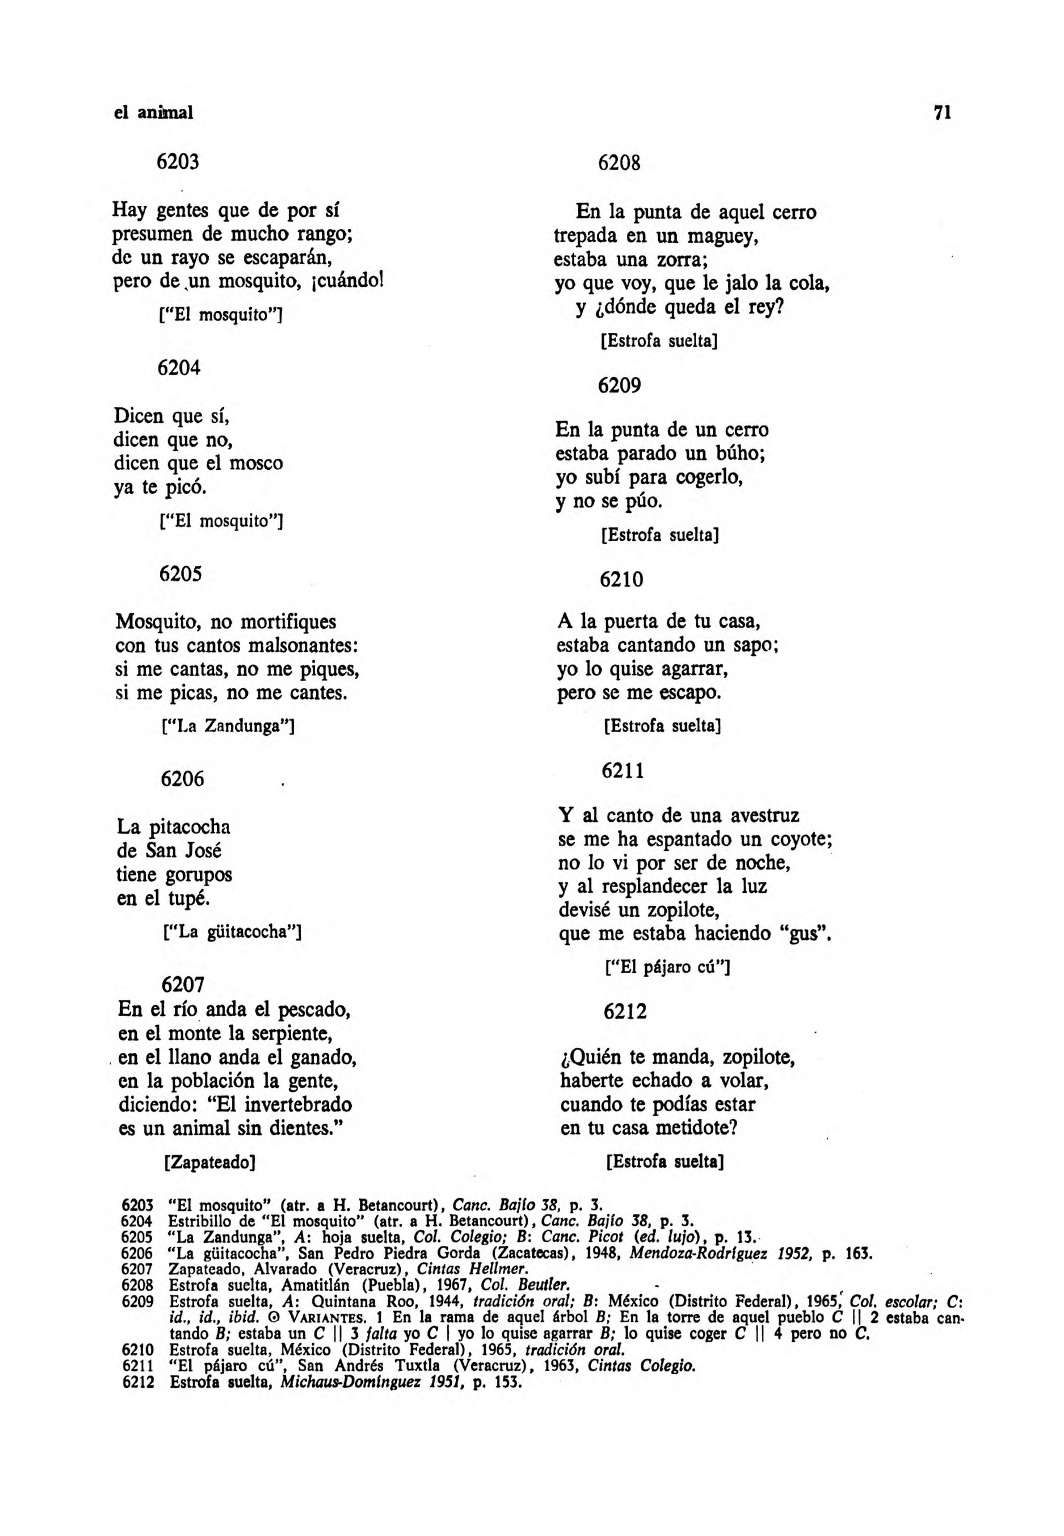 el animal 71
6203
Hay gentes que de por sí
presumen de mucho rango;
de un rayo se escaparán,
pero de un mosquito, ¡cuándo!
["El mosquito"]
6204
Dicen que sí,
dicen que no,
dicen que el mosco
ya te picó.
["El mosquito"]
6205
Mosquito, no mortifiques
con tus cantos malsonantes:
si me cantas, no me piques,
si me picas, no me cantes.
["La Zandunga"]
6206
La pitacocha
de San José
tiene gorupos
en el tupé.
["La güitacocha"]
6207
En el río anda el pescado,
en el monte la serpiente,
en el llano anda el ganado,
en la población la gente,
diciendo: "El invertebrado
es un animal sin dientes."
[Zapateado]
6208
En la punta de aquel cerro
trepada en un maguey,
estaba una zorra;
yo que voy, que le jalo la cola,
y ¿dónde queda el rey?
[Estrofa suelta]
6209
En la punta de un cerro
estaba parado un búho;
yo subí para cogerlo,
y no se púo.
[Estrofa suelta]
6210
A la puerta de tu casa,
estaba cantando un sapo;
yo lo quise agarrar,
pero se me escapo.
[Estrofa suelta]
6211
Y al canto de una avestruz
se me ha espantado un coyote;
no lo vi por ser de noche,
y al resplandecer la luz
devisé un zopilote,
que me estaba haciendo "gus".
["El pájaro cú"]
6212
¿Quién te manda, zopilote,
haberte echado a volar,
cuando te podías estar
en tu casa metidote?
[Estrofa suelta]
6203 "El mosquito" (atr. a H. Betancourt), Canc. Bajío 38, p. 3.
6204 Estribillo de "El mosquito" (atr. a H. Betancourt), Canc. Bajío 38, p. 3.
6205 "La Zandunga", A: hoja suelta, Col. Colegio; B: Canc. Picot (ed. lujo), p. 13.
6206 "La güitacocha", San Pedro Piedra Gorda (Zacatecas), 1948, Mendoza-Rodríguez 1952, p. 163.
6207 Zapateado, Alvarado (Veracruz), Cintas Hellmer.
6208 Estrofa suelta, Amatitlán (Puebla), 1967, Col. Beutler.
6209 Estrofa suelta, A: Quintana Roo, 1944, tradición oral; B: México (Distrito Federal), 1965, Col. escolar; C:
id., id., ibid. ⊙ VARIANTES. 1 En la rama de aquel árbol B; En la torre de aquel pueblo C || 2 estaba can-
tando B; estaba un C || 3 falta yo C | yo lo quise agarrar B; lo quise coger C || 4 pero no C.
6210 Estrofa suelta, México (Distrito Federal), 1965, tradición oral.
6211 "El pájaro cú", San Andrés Tuxtla (Veracruz), 1963, Cintas Colegio.
6212 Estrofa suelta, Michaus-Domínguez 1951, p. 153.